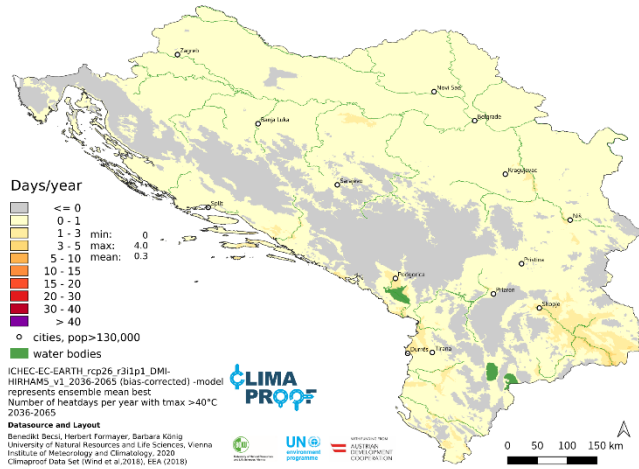 Zagreb
Novi Sad
Belgrade
Banja Luka
Kragujevac
Sarajevo
Split
Niš
Pristina
Podgorica
Prizren
Skopje
Durrës
Tirana
Days/year
<= 0
0 - 1
1 - 3
3 - 5
5 - 10
10 - 15
15 - 20
20 - 30
30 - 40
> 40
min: 0
max: 4.0
mean: 0.3
cities, pop>130,000
water bodies
ICHEC-EC-EARTH_rcp26_r3i1p1_DMI-
HIRHAM5_v1_2036-2065 (bias-corrected) -model
represents ensemble mean best
Number of heatdays per year with tmax >40°C
2036-2065
Datasource and Layout
Benedikt Becsi, Herbert Formayer, Barbara König
University of Natural Resources and Life Sciences, Vienna
Institute of Meteorology and Climatology, 2020
Climaproof Data Set (Wind et al,2018), EEA (2018)
CLIMA
PROOF
UN
environment
programme
WITH FUNDING FROM
AUSTRIAN
DEVELOPMENT
COOPERATION
0 50 100 150 km